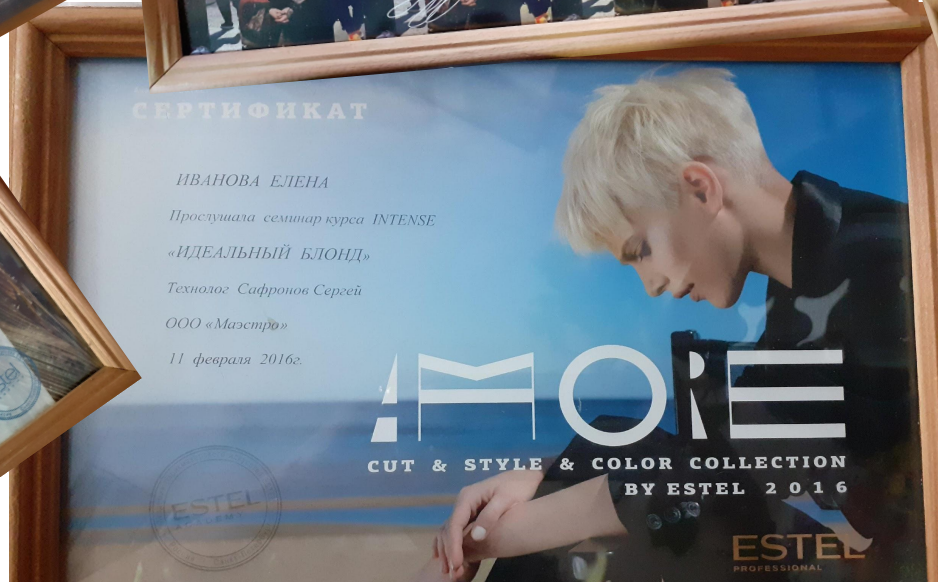 СЕРТИФИКАТ
ИВАНОВА ЕЛЕНА
Прослушала семинар курса INTENSE
«ИДЕАЛЬНЫЙ БЛОНД»
Технолог Сафронов Сергей
ООО «Маэстро»
11 февраля 2016г.
AMORE
CUT & STYLE & COLOR COLLECTION
BY ESTEL 2016
ESTEL
ESTEL
PROFESSIONAL